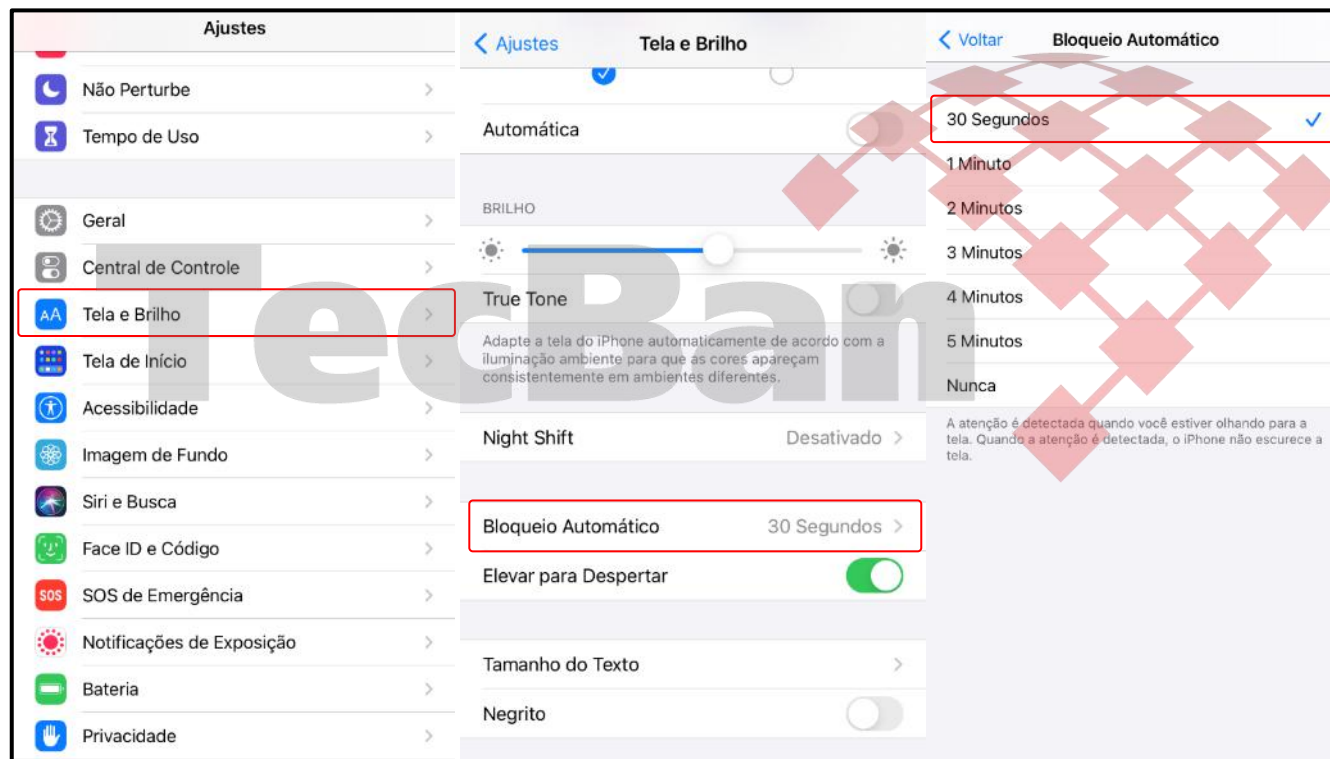 Ajustes
Não Perturbe
Tempo de Uso
Geral
Central de Controle
AA Tela e Brilho
Tela de Início
Acessibilidade
Imagem de Fundo
Siri e Busca
Face ID e Código
SOS SOS de Emergência
Notificações de Exposição
Bateria
Privacidade
Ajustes Tela e Brilho
Automática
BRILHO
True Tone
Adapte a tela do iPhone automaticamente de acordo com a
iluminação ambiente para que as cores apareçam
consistentemente em ambientes diferentes.
Night Shift Desativado
Bloqueio Automático 30 Segundos
Elevar para Despertar
Tamanho do Texto
Negrito
Voltar Bloqueio Automático
30 Segundos
1 Minuto
2 Minutos
3 Minutos
4 Minutos
5 Minutos
Nunca
A atenção é detectada quando você estiver olhando para a
tela. Quando a atenção é detectada, o iPhone não escurece a
tela.
TecBan